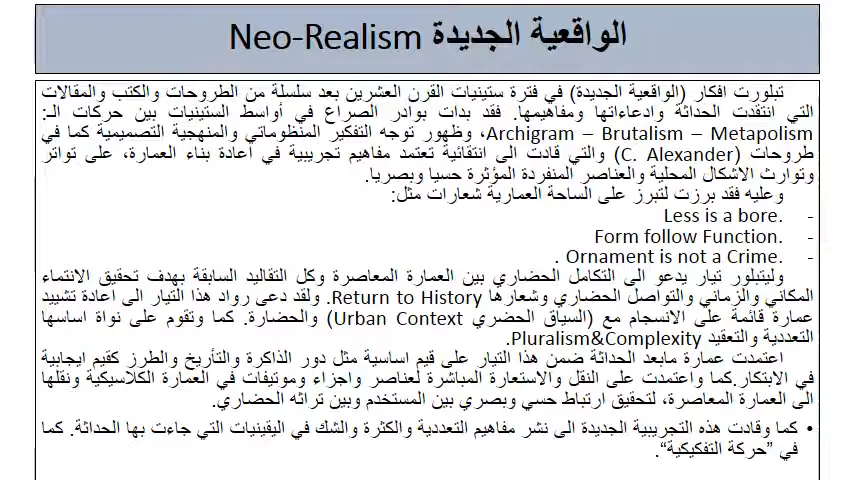 الواقعية الجديدة Neo-Realism
تبلورت افكار (الواقعية الجديدة) في فترة ستينيات القرن العشرين بعد سلسلة من الطروحات والكتب والمقالات
التي انتقدت الحداثة وادعاءاتها ومفاهيمها. فقد بدات بوادر الصراع في أواسط الستينيات بين حركات الـ:
Archigram – Brutalism – Metapolism، وظهور توجه التفكير المنظوماتي والمنهجية التصميمية كما في
طروحات (C. Alexander) والتي قادت الى انتقائية تعتمد مفاهيم تجريبية في أعادة بناء العمارة، على تواتر
وتوارث الاشكال المحلية والعناصر المنفردة المؤثرة حسيا وبصريا.
وعليه فقد برزت لتبرز على الساحة العمارية شعارات مثل:
- Less is a bore.
- Form follow Function.
- Ornament is not a Crime. .
وليتبلور تيار يدعو الى التكامل الحضاري بين العمارة المعاصرة وكل التقاليد السابقة بهدف تحقيق الانتماء
المكاني والزماني والتواصل الحضاري وشعارها Return to History. ولقد دعى رواد هذا التيار الى اعادة تشييد
عمارة قائمة على الانسجام مع (السياق الحضري Urban Context) والحضارة. كما وتقوم على نواة اساسها
التعددية والتعقيد Pluralism&Complexity.
اعتمدت عمارة مابعد الحداثة ضمن هذا التيار على قيم اساسية مثل دور الذاكرة والتأريخ والطرز كقيم ايجابية
في الابتكار.كما واعتمدت على النقل والاستعارة المباشرة لعناصر واجزاء وموتيفات في العمارة الكلاسيكية ونقلها
الى العمارة المعاصرة، لتحقيق ارتباط حسي وبصري بين المستخدم وبين تراثه الحضاري.
• كما وقادت هذه التجريبية الجديدة الى نشر مفاهيم التعددية والكثرة والشك في اليقينيات التي جاءت بها الحداثة. كما
في ”حركة التفكيكية“.